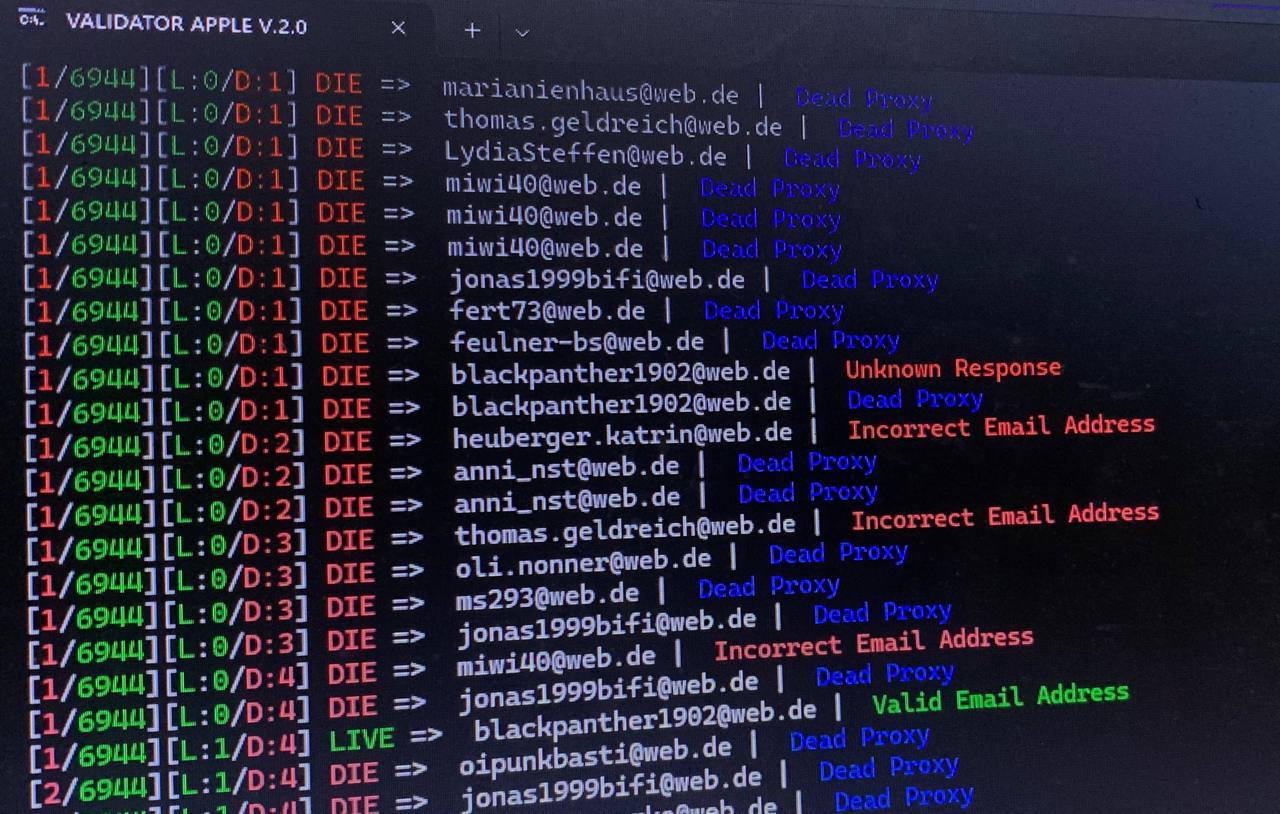 VALIDATOR APPLE V.2.0
[1/6944][L:0/D:1] DIE => marianienhaus@web.de | Dead Proxy
[1/6944][L:0/D:1] DIE => thomas.geldreich@web.de | Dead Proxy
[1/6944][L:0/D:1] DIE => LydiaSteffen@web.de | Dead Proxy
[1/6944][L:0/D:1] DIE => miwi40@web.de | Dead Proxy
[1/6944][L:0/D:1] DIE => miwi40@web.de | Dead Proxy
[1/6944][L:0/D:1] DIE => miwi40@web.de | Dead Proxy
[1/6944][L:0/D:1] DIE => jonas1999bifi@web.de | Dead Proxy
[1/6944][L:0/D:1] DIE => fert73@web.de | Dead Proxy
[1/6944][L:0/D:1] DIE => feulner-bs@web.de | Dead Proxy
[1/6944][L:0/D:1] DIE => blackpanther1902@web.de | Unknown Response
[1/6944][L:0/D:1] DIE => blackpanther1902@web.de | Dead Proxy
[1/6944][L:0/D:2] DIE => heuberger.katrin@web.de | Incorrect Email Address
[1/6944][L:0/D:2] DIE => anni_nst@web.de | Dead Proxy
[1/6944][L:0/D:2] DIE => anni_nst@web.de | Dead Proxy
[1/6944][L:0/D:3] DIE => thomas.geldreich@web.de | Incorrect Email Address
[1/6944][L:0/D:3] DIE => oli.nonner@web.de | Dead Proxy
[1/6944][L:0/D:3] DIE => ms293@web.de | Dead Proxy
[1/6944][L:0/D:3] DIE => jonas1999bifi@web.de | Dead Proxy
[1/6944][L:0/D:4] DIE => miwi40@web.de | Incorrect Email Address
[1/6944][L:0/D:4] DIE => jonas1999bifi@web.de | Dead Proxy
[1/6944][L:1/D:4] LIVE => blackpanther1902@web.de | Valid Email Address
[2/6944][L:1/D:4] DIE => oipunkbasti@web.de | Dead Proxy
DIE => jonas1999bifi@web.de | Dead Proxy
| Dead Proxy